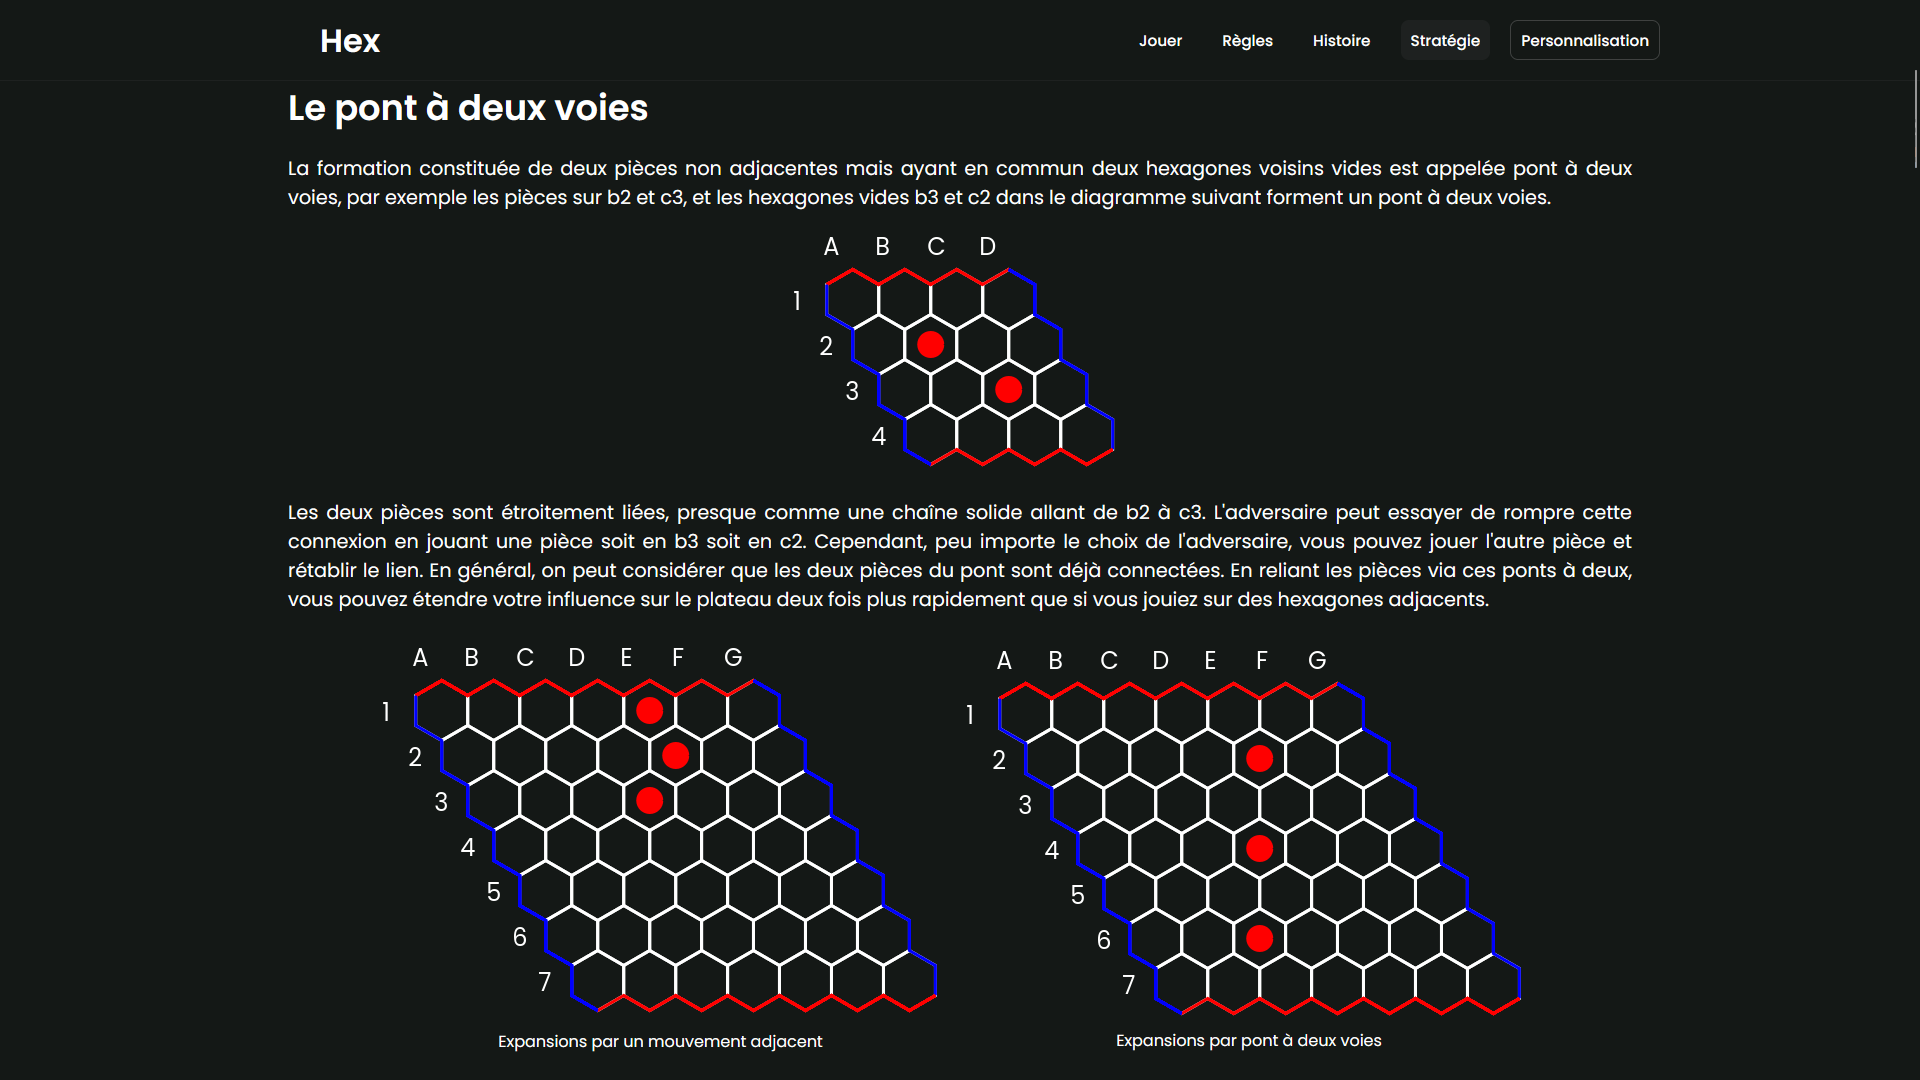 Hex
Jouer
Règles
Histoire
Stratégie
Personnalisation
Le pont à deux voies
La formation constituée de deux pièces non adjacentes mais ayant en commun deux hexagones voisins vides est appelée pont à deux
voies, par exemple les pièces sur b2 et c3, et les hexagones vides b3 et c2 dans le diagramme suivant forment un pont à deux voies.
A B C D
1
2
3
4
Les deux pièces sont étroitement liées, presque comme une chaîne solide allant de b2 à c3. L'adversaire peut essayer de rompre cette
connexion en jouant une pièce soit en b3 soit en c2. Cependant, peu importe le choix de l'adversaire, vous pouvez jouer l'autre pièce et
rétablir le lien. En général, on peut considérer que les deux pièces du pont sont déjà connectées. En reliant les pièces via ces ponts à deux,
vous pouvez étendre votre influence sur le plateau deux fois plus rapidement que si vous jouiez sur des hexagones adjacents.
A B C D E F G
1
2
3
4
5
6
7
Expansions par un mouvement adjacent
A B C D E F G
1
2
3
4
5
6
7
Expansions par pont à deux voies